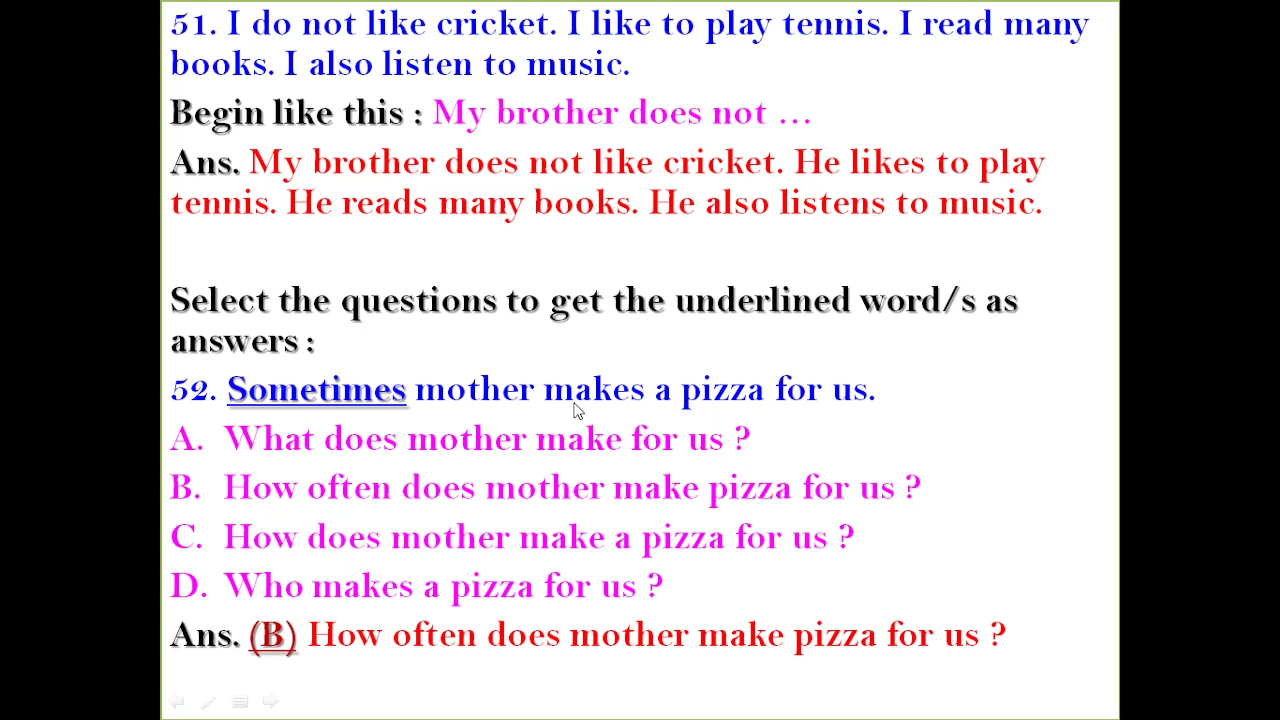 51. I do not like cricket. I like to play tennis. I read many
books. I also listen to music.
Begin like this : My brother does not …
Ans. My brother does not like cricket. He likes to play
tennis. He reads many books. He also listens to music.
Select the questions to get the underlined word/s as
answers :
52. Sometimes mother makes a pizza for us.
A. What does mother make for us ?
B. How often does mother make pizza for us ?
C. How does mother make a pizza for us ?
D. Who makes a pizza for us ?
Ans. (B) How often does mother make pizza for us ?